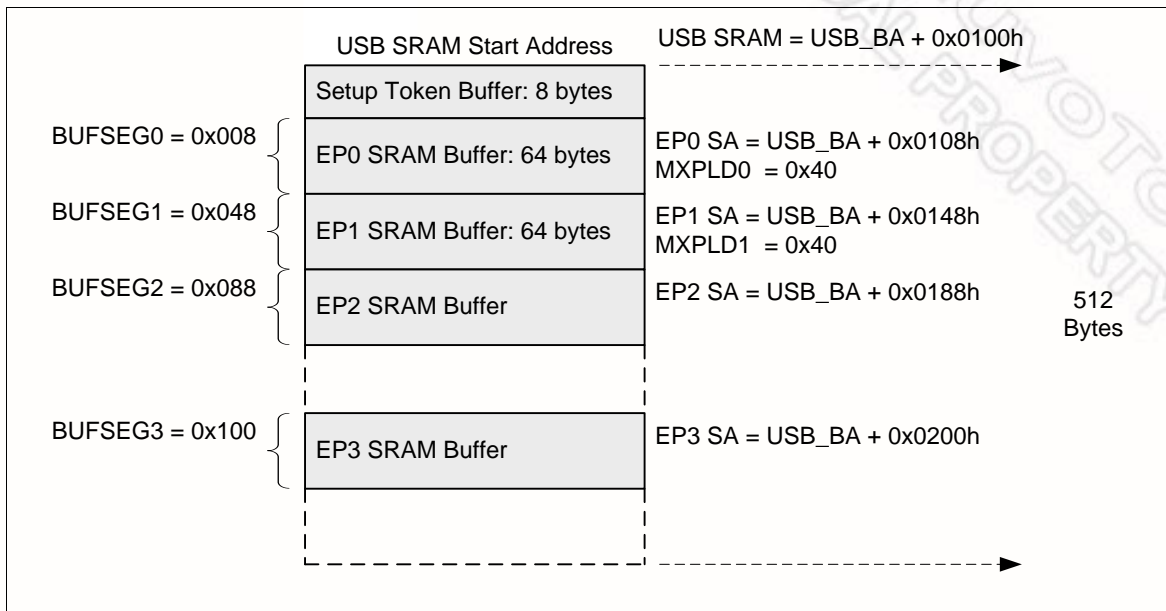 USB SRAM Start Address
USB SRAM = USB_BA + 0x0100h
Setup Token Buffer: 8 bytes
BUFSEG0 = 0x008
EP0 SRAM Buffer: 64 bytes
EP0 SA = USB_BA + 0x0108h
MXPLD0 = 0x40
BUFSEG1 = 0x048
EP1 SRAM Buffer: 64 bytes
EP1 SA = USB_BA + 0x0148h
MXPLD1 = 0x40
BUFSEG2 = 0x088
EP2 SRAM Buffer
EP2 SA = USB_BA + 0x0188h
512
Bytes
BUFSEG3 = 0x100
EP3 SRAM Buffer
EP3 SA = USB_BA + 0x0200h
PROPERTY